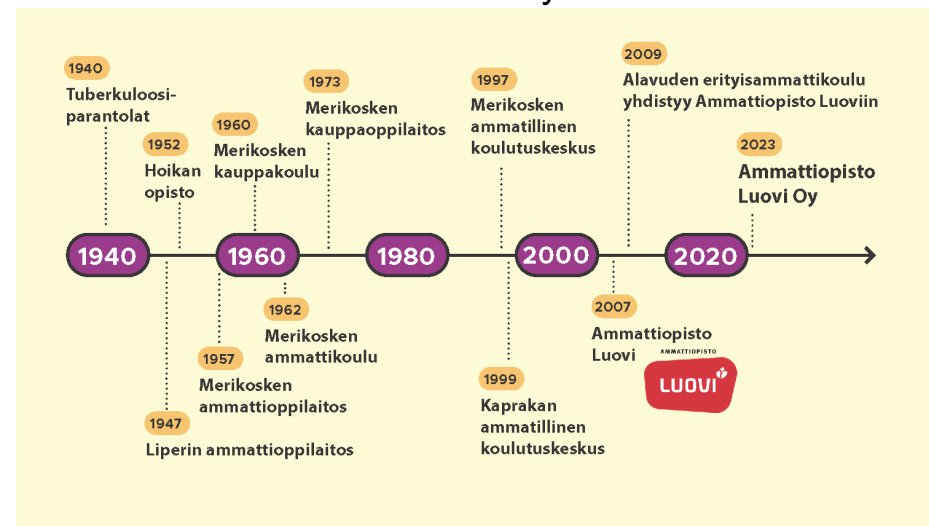 1940
Tuberkuloosi-
parantolat
1952
Hoikan
opisto
1960
Merikosken
kauppakoulu
1973
Merikosken
kauppaoppilaitos
1997
Merikosken
ammatillinen
koulutuskeskus
2009
Alavuden erityisammattikoulu
yhdistyy Ammattiopisto Luoviin
2023
Ammattiopisto
Luovi Oy
1940 1960 1980 2000 2020
1947
Liperin ammattioppilaitos
1957
Merikosken
ammattioppilaitos
1962
Merikosken
ammattikoulu
1999
Kaprakan
ammatillinen
koulutuskeskus
2007
Ammattiopisto
Luovi
AMMATTIOPISTO
LUOVI